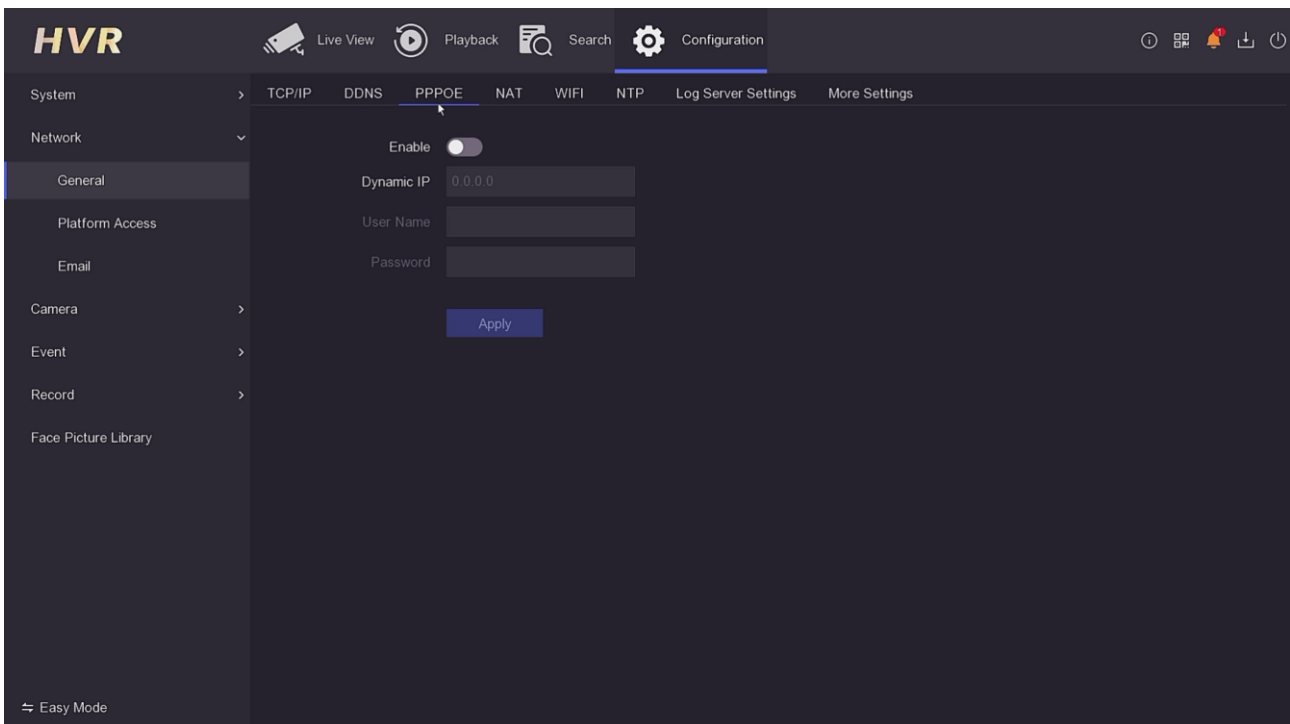 HVR
Live View
Playback
Search
Configuration
1
System
Network
General
Platform Access
Email
Camera
Event
Record
Face Picture Library
Easy Mode
TCP/IP DDNS PPPOE NAT WIFI NTP Log Server Settings More Settings
Enable
Dynamic IP 0.0.0.0
User Name
Password
Apply